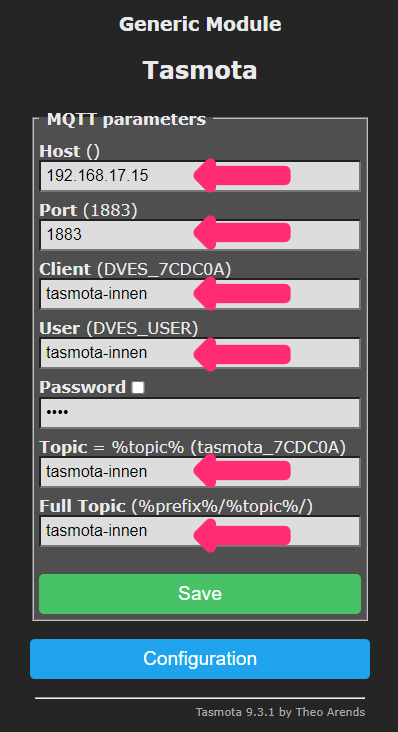 Generic Module
Tasmota
MQTT parameters
Host ()
192.168.17.15
Port (1883)
1883
Client (DVES_7CDC0A)
tasmota-innen
User (DVES_USER)
tasmota-innen
Password
••••
Topic = %topic% (tasmota_7CDC0A)
tasmota-innen
Full Topic (%prefix%/%topic%/)
tasmota-innen
Save
Configuration
Tasmota 9.3.1 by Theo Arends